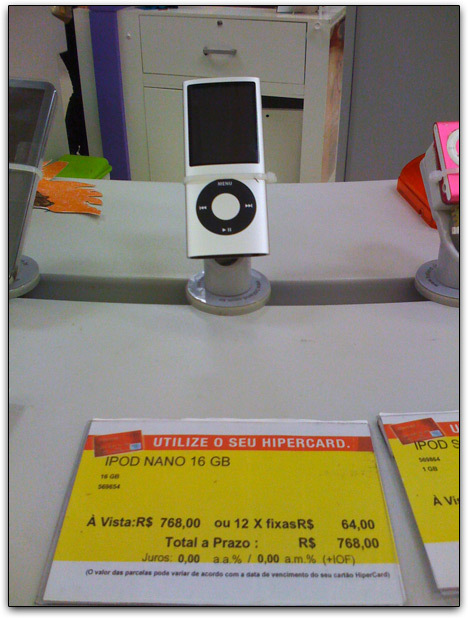 MENU
UTILIZE O SEU HIPERCARD.
IPOD NANO 16 GB
16 GB
569654
À Vista:R$ 768,00 ou 12 X fixasR$ 64,00
Total a Prazo : R$ 768,00
Juros: 0,00 a.a.% / 0,00 a.m.% (+IOF)
(O valor das parcelas pode variar de acordo com a data de vencimento do seu cartão HiperCard)
IPOD S
569664
1 GB
À Vi